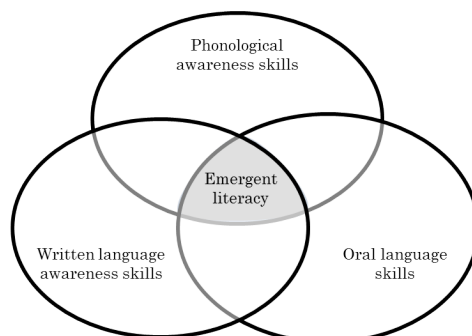 Phonological
awareness skills
Emergent
literacy
Written language
awareness skills
Oral language
skills